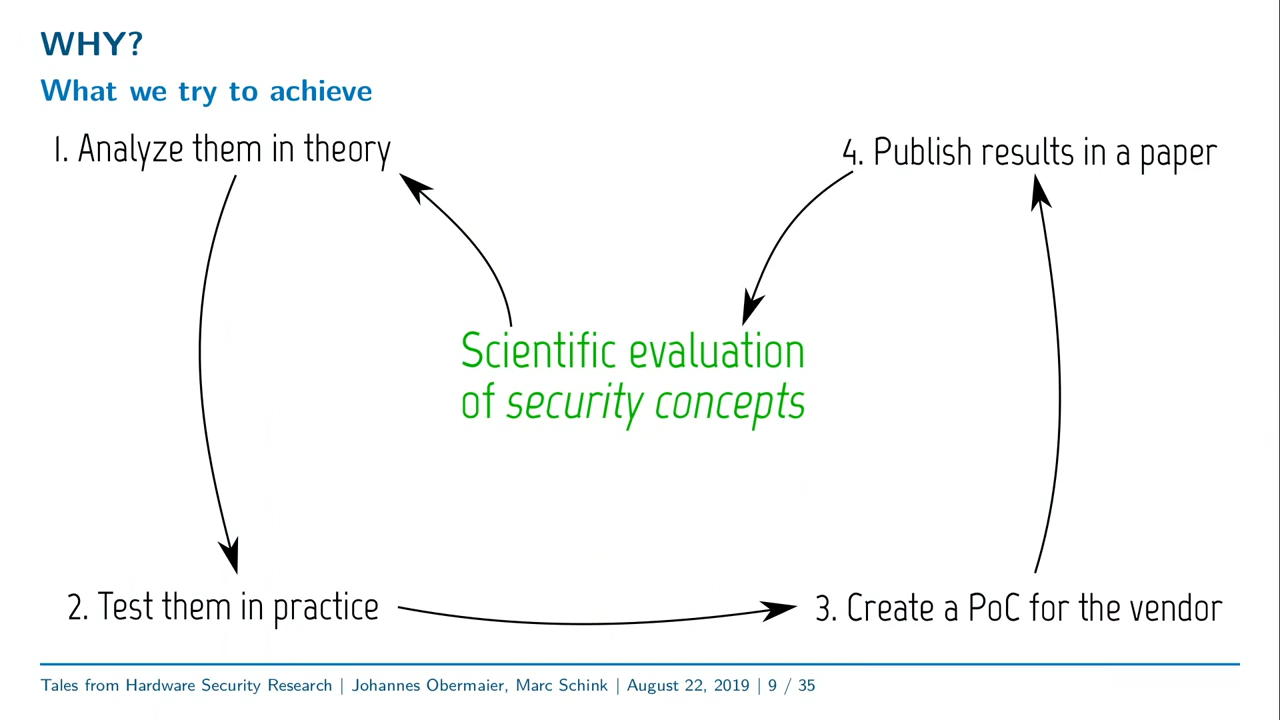 WHY?
What we try to achieve
1. Analyze them in theory
4. Publish results in a paper
Scientific evaluation
of security concepts
2. Test them in practice
3. Create a PoC for the vendor
Tales from Hardware Security Research | Johannes Obermaier, Marc Schink | August 22, 2019 | 9 / 35